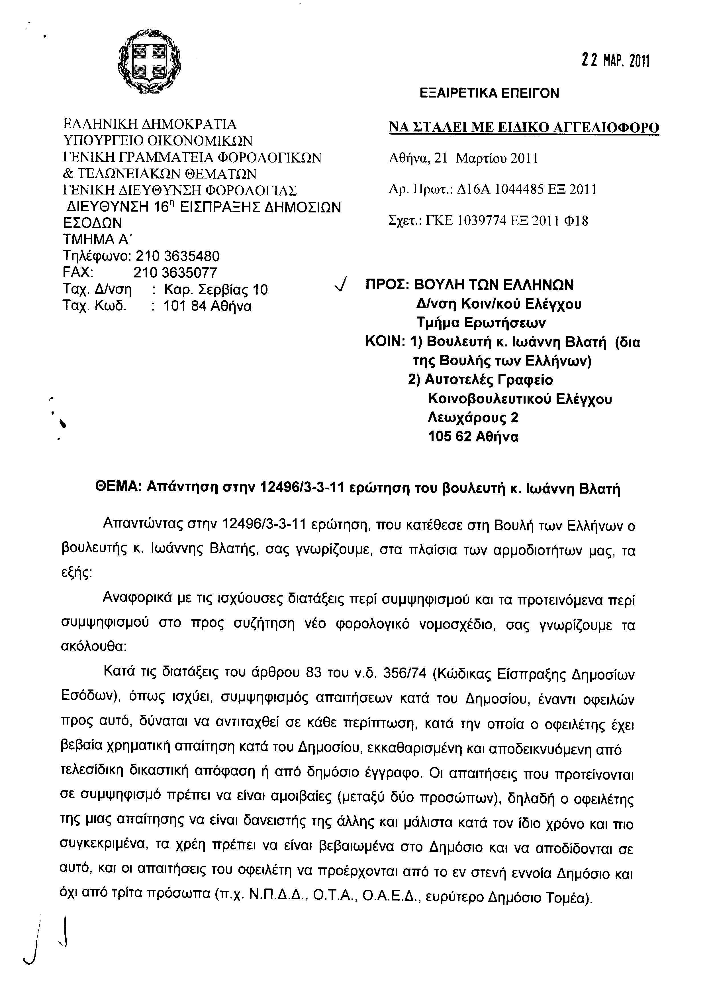 22 ΜΑΡ. 2011
ΕΞΑΙΡΕΤΙΚΑ ΕΠΕΙΓΟΝ
ΕΛΛΗΝΙΚΗ ΔΗΜΟΚΡΑΤΙΑ
ΥΠΟΥΡΓΕΙΟ ΟΙΚΟΝΟΜΙΚΩΝ
ΓΕΝΙΚΗ ΓΡΑΜΜΑΤΕΙΑ ΦΟΡΟΛΟΓΙΚΩΝ
& ΤΕΛΩΝΕΙΑΚΩΝ ΘΕΜΑΤΩΝ
ΓΕΝΙΚΗ ΔΙΕΥΘΥΝΣΗ ΦΟΡΟΛΟΓΙΑΣ
ΔΙΕΥΘΥΝΣΗ 16η ΕΙΣΠΡΑΞΗΣ ΔΗΜΟΣΙΩΝ
ΕΣΟΔΩΝ
ΤΜΗΜΑ Α΄
Τηλέφωνο: 210 3635480
FAX: 210 3635077
Ταχ. Δ/νση : Καρ. Σερβίας 10
Ταχ. Κωδ. : 101 84 Αθήνα
ΝΑ ΣΤΑΛΕΙ ΜΕ ΕΙΔΙΚΟ ΑΓΓΕΛΙΟΦΟΡΟ
Αθήνα, 21 Μαρτίου 2011
Αρ. Πρωτ.: Δ16Α 1044485 ΕΞ 2011
Σχετ.: ΓΚΕ 1039774 ΕΞ 2011 Φ18
ΠΡΟΣ: ΒΟΥΛΗ ΤΩΝ ΕΛΛΗΝΩΝ
Δ/νση Κοιν/κού Ελέγχου
Τμήμα Ερωτήσεων
ΚΟΙΝ: 1) Βουλευτή κ. Ιωάννη Βλατή (δια
της Βουλής των Ελλήνων)
2) Αυτοτελές Γραφείο
Κοινοβουλευτικού Ελέγχου
Λεωχάρους 2
105 62 Αθήνα
ΘΕΜΑ: Απάντηση στην 12496/3-3-11 ερώτηση του βουλευτή κ. Ιωάννη Βλατή
Απαντώντας στην 12496/3-3-11 ερώτηση, που κατέθεσε στη Βουλή των Ελλήνων ο
βουλευτής κ. Ιωάννης Βλατής, σας γνωρίζουμε, στα πλαίσια των αρμοδιοτήτων μας, τα
εξής:
Αναφορικά με τις ισχύουσες διατάξεις περί συμψηφισμού και τα προτεινόμενα περί
συμψηφισμού στο προς συζήτηση νέο φορολογικό νομοσχέδιο, σας γνωρίζουμε τα
ακόλουθα:
Κατά τις διατάξεις του άρθρου 83 του ν.δ. 356/74 (Κώδικας Είσπραξης Δημοσίων
Εσόδων), όπως ισχύει, συμψηφισμός απαιτήσεων κατά του Δημοσίου, έναντι οφειλών
προς αυτό, δύναται να αντιταχθεί σε κάθε περίπτωση, κατά την οποία ο οφειλέτης έχει
βεβαία χρηματική απαίτηση κατά του Δημοσίου, εκκαθαρισμένη και αποδεικνυόμενη από
τελεσίδικη δικαστική απόφαση ή από δημόσιο έγγραφο. Οι απαιτήσεις που προτείνονται
σε συμψηφισμό πρέπει να είναι αμοιβαίες (μεταξύ δύο προσώπων), δηλαδή ο οφειλέτης
της μιας απαίτησης να είναι δανειστής της άλλης και μάλιστα κατά τον ίδιο χρόνο και πιο
συγκεκριμένα, τα χρέη πρέπει να είναι βεβαιωμένα στο Δημόσιο και να αποδίδονται σε
αυτό, και οι απαιτήσεις του οφειλέτη να προέρχονται από το εν στενή εννοία Δημόσιο και
όχι από τρίτα πρόσωπα (π.χ. Ν.Π.Δ.Δ., Ο.Τ.Α., Ο.Α.Ε.Δ., ευρύτερο Δημόσιο Τομέα).